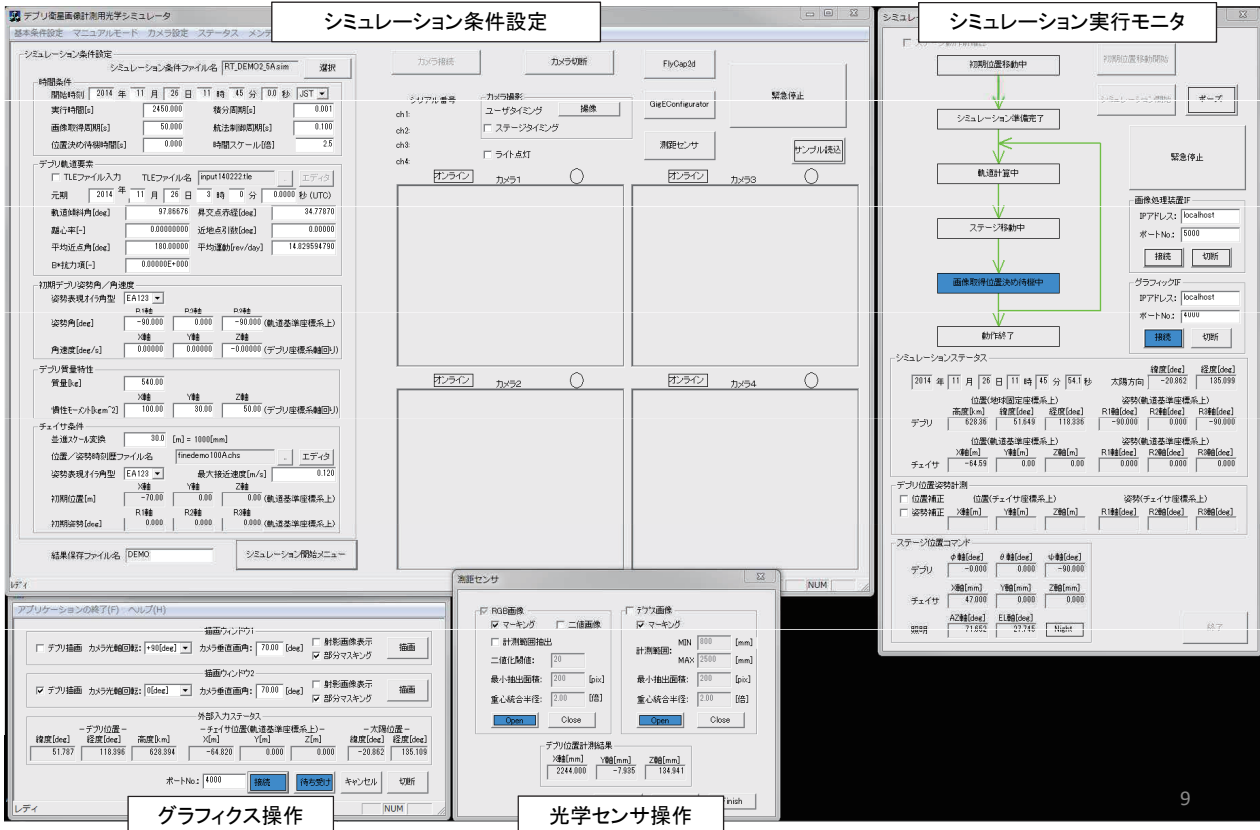 シミュレーション条件設定
シミュレーション実行モニタ
デブリ衛星画像計測用光学シミュレータ
基本条件設定 マニュアルモード カメラ設定 ステータス
シミュレーション条件設定
シミュレーション条件ファイル名 RT_DEMO2_5A.sim 選択
時間条件
開始時刻 2014 年 11 月 26 日 11 時 45 分 0.0 秒 JST
実行時間[s] 2450.000 積分周期[s] 0.001
画像取得周期[s] 50.000 航法制御周期[s] 0.100
位置決め待機時間[s] 0.000 時間スケール[倍] 2.5
デブリ軌道要素
TLEファイル入力 TLEファイル名 input140222.tle . エディタ
元期 2014 年 11 月 26 日 3 時 0 分 0.0000 秒(UTC)
軌道傾斜角[deg] 97.86676 昇交点赤経[deg] 34.77870
離心率[-] 0.00000000 近地点引数[deg] 0.00000
平均近点角[deg] 180.00000 平均運動[rev/day] 14.829594790
B*抗力項[-] 0.00000E+000
初期デブリ姿勢角/角速度
姿勢表現オイラ角型 EA123
R1軸 R2軸 R3軸
姿勢角[deg] -90.000 0.000 -90.000 (軌道基準座標系上)
X軸 Y軸 Z軸
角速度[deg/s] 0.00000 0.00000 -0.00000 (デブリ座標系軸回り)
デブリ質量特性
質量[kg] 540.00
X軸 Y軸 Z軸
慣性モーメント[kgm^2] 100.00 30.00 50.00 (デブリ座標系軸回り)
チェイサ条件
並進スケール変換 30.0 [m] = 1000[mm]
位置/姿勢時刻歴ファイル名 finedemo100A.chs . エディタ
姿勢表現オイラ角型 EA123 最大接近速度[m/s] 0.120
X軸 Y軸 Z軸
初期位置[m] -70.00 0.00 0.00 (軌道基準座標系上)
R1軸 R2軸 R3軸
初期姿勢[deg] 0.000 0.000 0.000 (軌道基準座標系上)
結果保存ファイル名 DEMO シミュレーション開始メニュー
レディ NUM
カメラ接続 カメラ切断 FlyCap2d
シリアル番号
ch1:
ch2:
ch3:
ch4:
カメラ撮影
ユーザタイミング 撮像
ステージタイミング
ライト点灯
GigEConfigurator
測距センサ
緊急停止
サンプル読込
オンライン カメラ1
オンライン カメラ3
オンライン カメラ2
オンライン カメラ4
初期位置移動中
シミュレーション準備完了
軌道計算中
ステージ移動中
画像取得位置決め待機中
動作終了
初期位置移動開始
シミュレーション開始 ポーズ
緊急停止
画像処理装置IF
IPアドレス: localhost
ポートNo.: 5000
接続 切断
グラフィックIF
IPアドレス: localhost
ポートNo.: 4000
接続 切断
シミュレーションステータス
緯度[deg] 経度[deg]
2014 年 11 月 26 日 11 時 45 分 54.1 秒 太陽方向 -20.862 135.099
位置(地球固定座標系上) 姿勢(軌道基準座標系上)
高度[km] 緯度[deg] 経度[deg] R1軸[deg] R2軸[deg] R3軸[deg]
デブリ 628.36 51.649 118.336 -90.000 0.000 -90.000
位置(軌道基準座標系上) 姿勢(軌道基準座標系上)
X軸[m] Y軸[m] Z軸[m] R1軸[deg] R2軸[deg] R3軸[deg]
チェイサ -64.59 0.00 0.00 0.000 0.000 0.000
デブリ位置姿勢計測
位置補正 位置(チェイサ座標系上) 姿勢(チェイサ座標系上)
姿勢補正 X軸[m] Y軸[m] Z軸[m] R1軸[deg] R2軸[deg] R3軸[deg]
ステージ位置コマンド
φ軸[deg] θ軸[deg] ψ軸[deg]
デブリ -0.000 0.000 -90.000
X軸[mm] Y軸[mm] Z軸[mm]
チェイサ 47.000 0.000 0.000
AZ軸[deg] EL軸[deg]
照明 71.652 27.745 Night
終了
アプリケーションの終了(F) ヘルプ(H)
描画ウィンドウ1
デブリ描画 カメラ光軸回転: +90[deg] カメラ垂直画角: 70.00 [deg] 射影画像表示 部分マスキング 描画
描画ウィンドウ2
デブリ描画 カメラ光軸回転: 0[deg] カメラ垂直画角: 70.00 [deg] 射影画像表示 部分マスキング 描画
外部入力ステータス
-デブリ位置- -チェイサ位置(軌道基準座標系上)- -太陽位置-
緯度[deg] 経度[deg] 高度[km] X[m] Y[m] Z[m] 緯度[deg] 経度[deg]
51.787 118.396 628.394 -64.820 0.000 0.000 -20.862 135.109
ポートNo.: 4000 接続 待ち受け キャンセル 切断
レディ NUM
グラフィクス操作
測距センサ
RGB画像
マーキング 二値画像
計測範囲抽出
二値化閾値: 20
最小抽出面積: 200 [pix]
重心統合半径: 2.00 [倍]
Open Close
デプス画像
マーキング
計測範囲: MIN 800 [mm]
MAX 2500 [mm]
最小抽出面積: 200 [pix]
重心統合半径: 2.00 [倍]
Open Close
デブリ位置計測結果
X軸[mm] Y軸[mm] Z軸[mm]
2244.000 -7.935 134.941
光学センサ操作
9